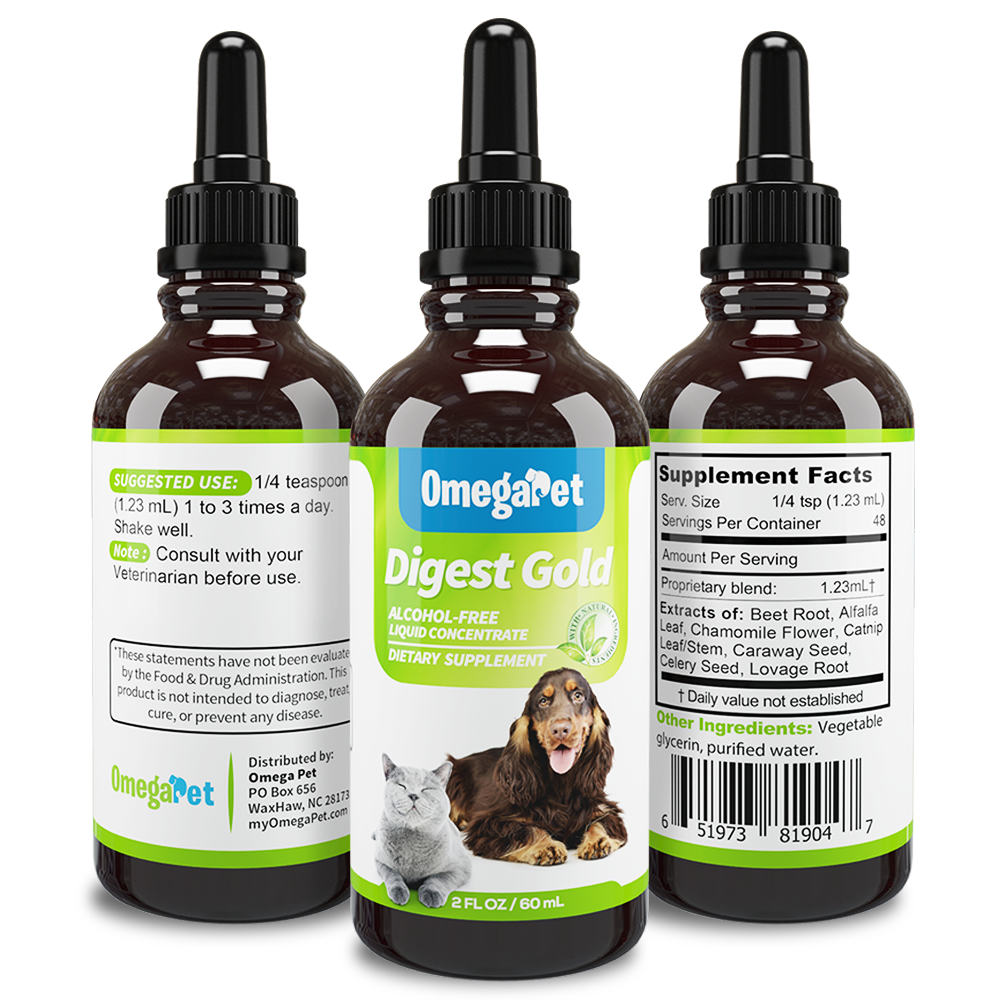 SUGGESTED USE: 1/4 teaspoon
(1.23 mL) 1 to 3 times a day.
Shake well.
Note : Consult with your
Veterinarian before use.
*These statements have not been evaluate
by the Food & Drug Administration. This
product is not intended to diagnose, treat,
cure, or prevent any disease.
OmegaPet
Distributed by:
Omega Pet
PO Box 656
WaxHaw, NC 28173
myOmegaPet.com
OmegaPet
Digest Gold
ALCOHOL-FREE
LIQUID CONCENTRATE
DIETARY SUPPLEMENT
WITH NATURAL INGREDIENTS
2 FL OZ / 60 mL
Supplement Facts
Serv. Size 1/4 tsp (1.23 mL)
Servings Per Container 48
Amount Per Serving
Proprietary blend: 1.23mL†
Extracts of: Beet Root, Alfalfa
Leaf, Chamomile Flower, Catnip
Leaf/Stem, Caraway Seed,
Celery Seed, Lovage Root
† Daily value not established
Other Ingredients: Vegetable
glycerin, purified water.
6 51973 81904 7